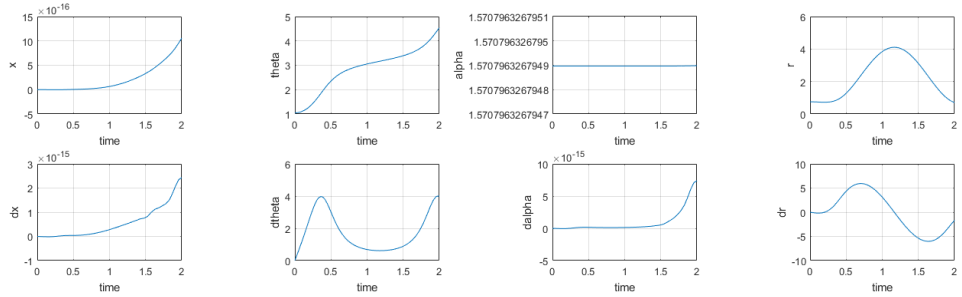 × 10-16
15
10
5
0
-5
x
0 0.5 1 1.5 2
time
5
4
3
2
1
theta
0 0.5 1 1.5 2
time
1.5707963267951
1.570796326795
1.5707963267949
1.5707963267948
1.5707963267947
alpha
0 0.5 1 1.5 2
time
6
4
2
0
r
0 0.5 1 1.5 2
time
× 10-15
3
2
1
0
-1
dx
0 0.5 1 1.5 2
time
6
4
2
0
dtheta
0 0.5 1 1.5 2
time
× 10-15
10
5
0
-5
dalpha
0 0.5 1 1.5 2
time
10
5
0
-5
-10
dr
0 0.5 1 1.5 2
time